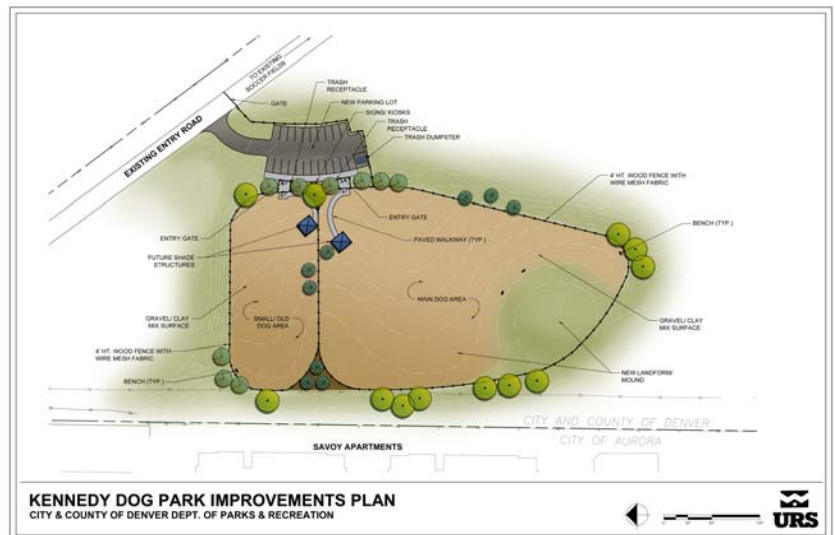 TO EXISTING
SOCCER FIELDS
TRASH
RECEPTACLE
GATE
NEW PARKING LOT
SIGNS/ KIOSKS
TRASH
RECEPTACLE
TRASH DUMPSTER
EXISTING ENTRY ROAD
4' HT. WOOD FENCE WITH
WIRE MESH FABRIC
ENTRY GATE
BENCH (TYP.)
ENTRY GATE
PAVED WALKWAY (TYP.)
FUTURE SHADE
STRUCTURES
MAIN DOG AREA
GRAVEL/ CLAY
MIX SURFACE
SMALL/ OLD
DOG AREA
GRAVEL/ CLAY
MIX SURFACE
4' HT. WOOD FENCE WITH
WIRE MESH FABRIC
NEW LANDFORM/
MOUND
BENCH (TYP.)
CITY AND COUNTY OF DENVER
CITY OF AURORA
SAVOY APARTMENTS
KENNEDY DOG PARK IMPROVEMENTS PLAN
CITY & COUNTY OF DENVER DEPT. OF PARKS & RECREATION
URS